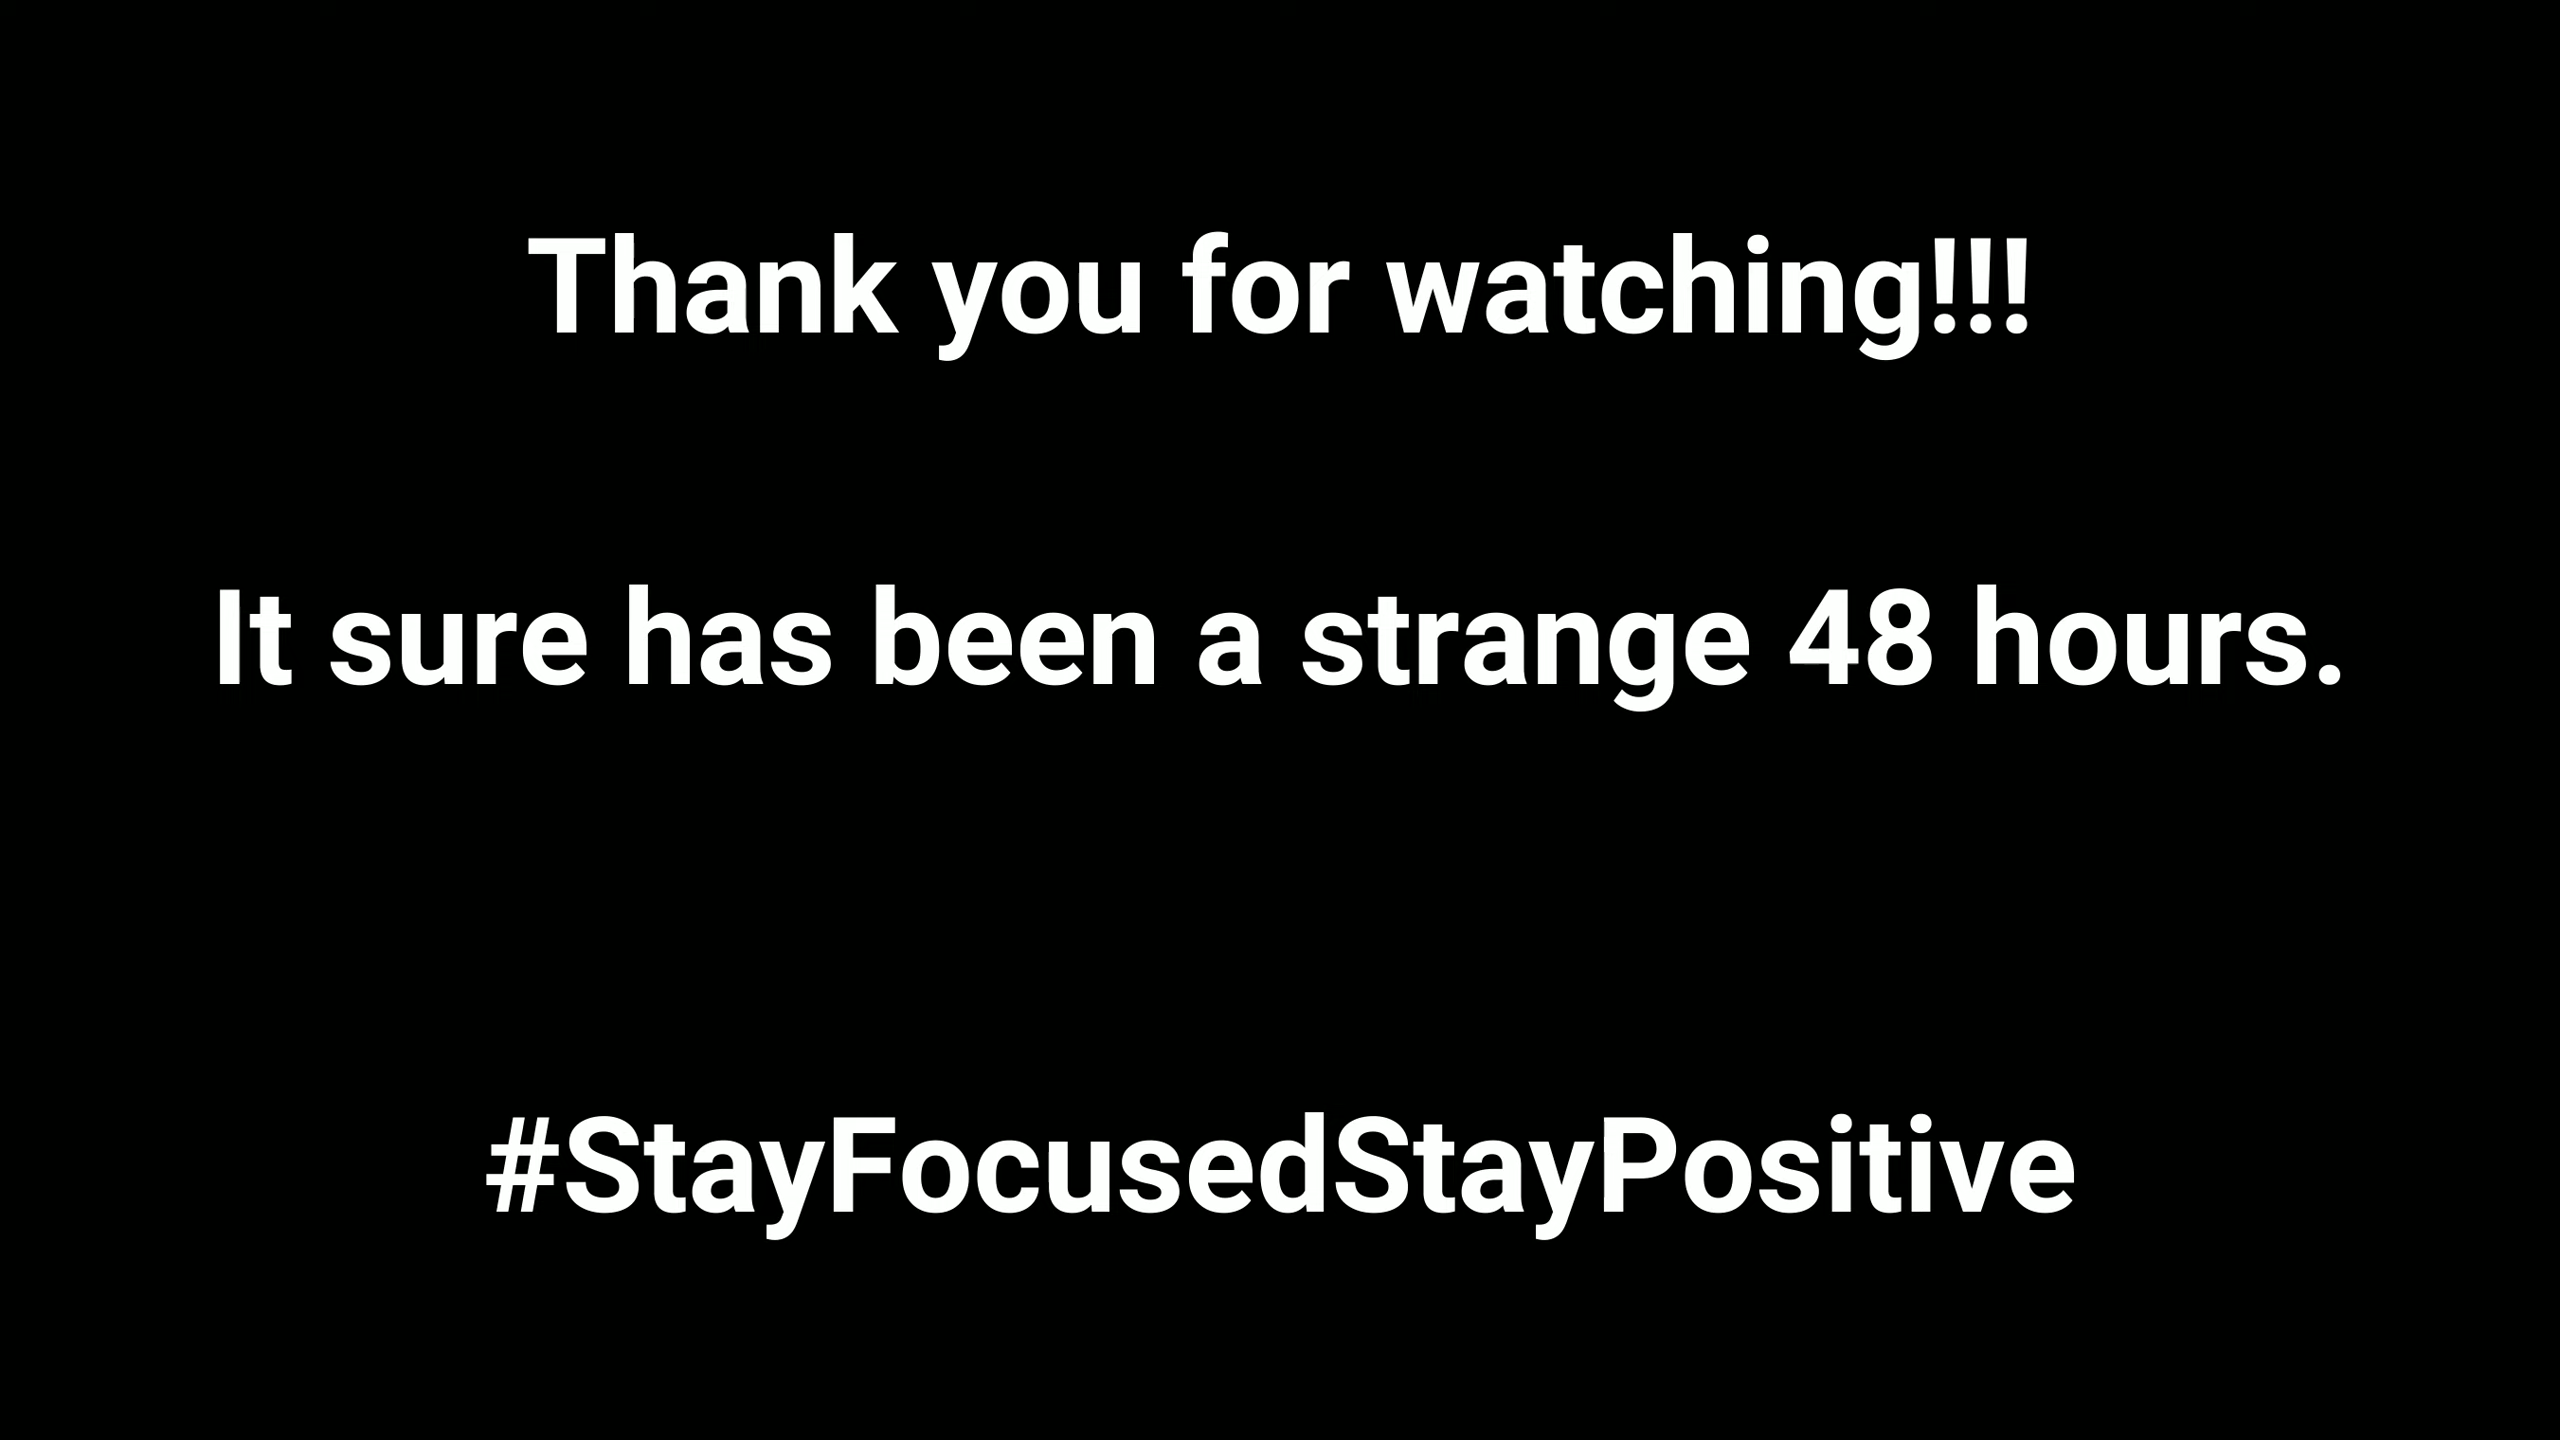 Thank you for watching!!!
It sure has been a strange 48 hours.
#StayFocusedStayPositive